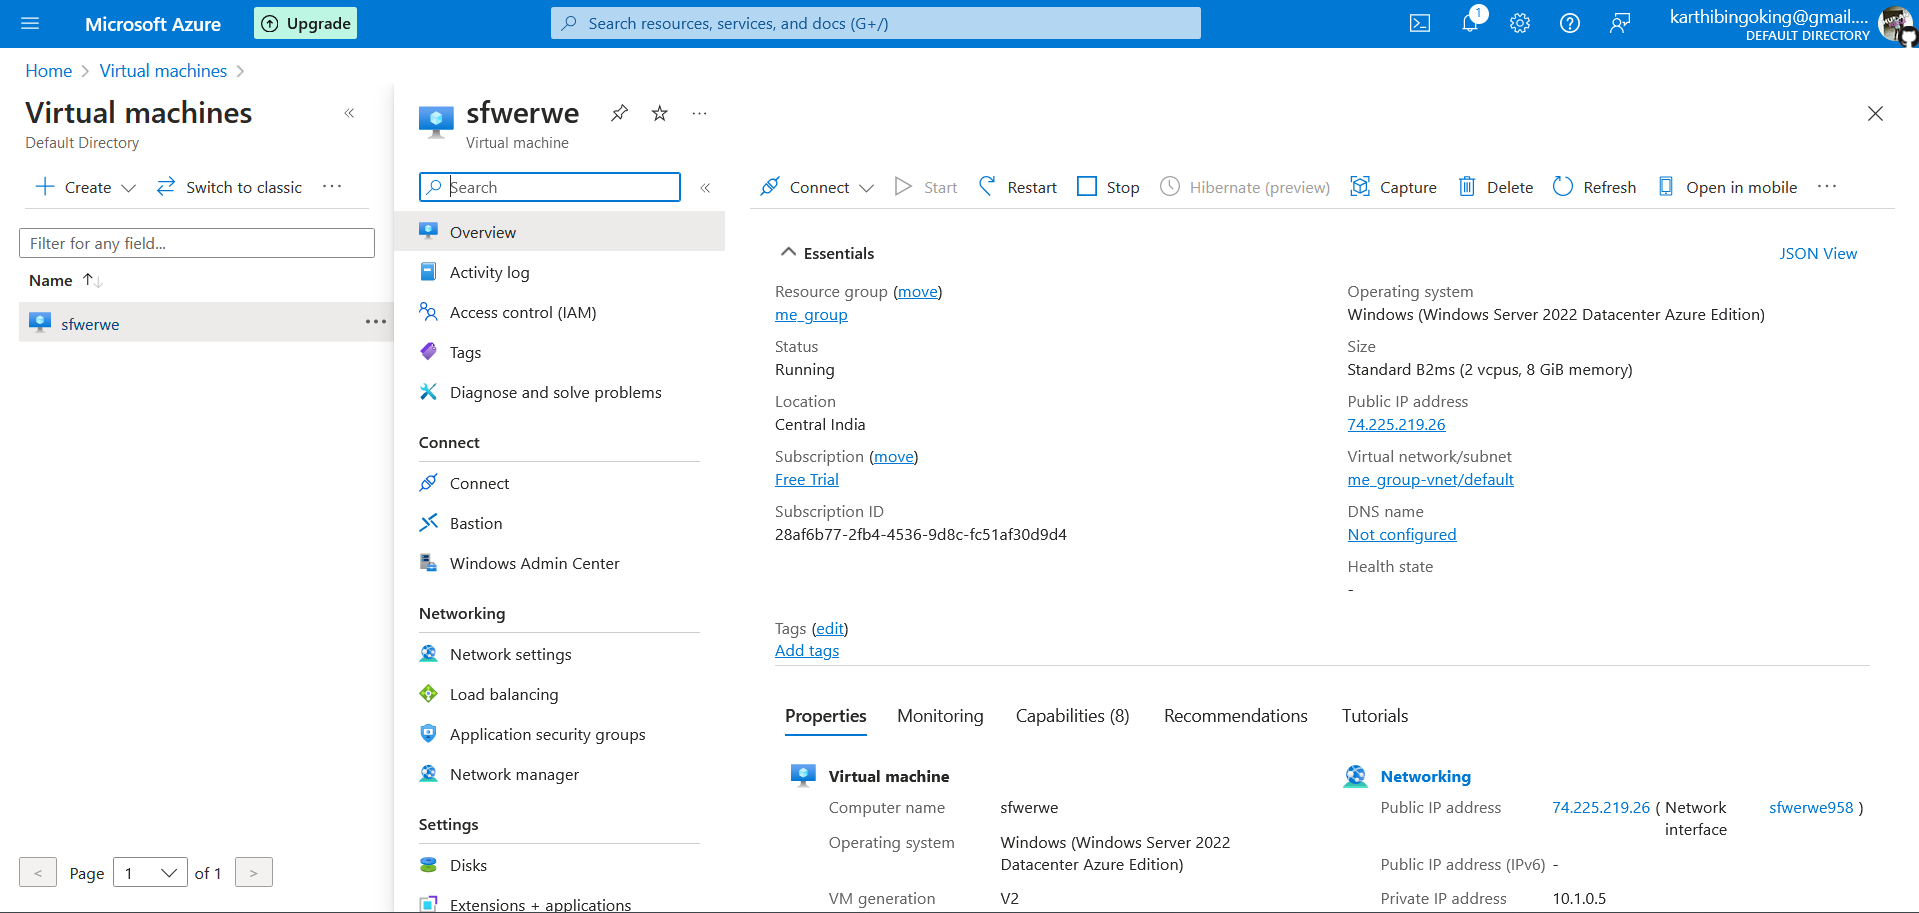 Microsoft Azure
Upgrade
Search resources, services, and docs (G+/)
1
karthibingoking@gmail....
DEFAULT DIRECTORY
Home > Virtual machines >
Virtual machines
Default Directory
Create
Switch to classic
Filter for any field...
Name
sfwerwe
< Page 1 of 1 >
sfwerwe
Virtual machine
Search
Overview
Activity log
Access control (IAM)
Tags
Diagnose and solve problems
Connect
Connect
Bastion
Windows Admin Center
Networking
Network settings
Load balancing
Application security groups
Network manager
Settings
Disks
Extensions + applications
Connect Start Restart Stop Hibernate (preview) Capture Delete Refresh Open in mobile
Essentials
JSON View
Resource group (move)
me_group
Status
Running
Location
Central India
Subscription (move)
Free Trial
Subscription ID
28af6b77-2fb4-4536-9d8c-fc51af30d9d4
Operating system
Windows (Windows Server 2022 Datacenter Azure Edition)
Size
Standard B2ms (2 vcpus, 8 GiB memory)
Public IP address
74.225.219.26
Virtual network/subnet
me_group-vnet/default
DNS name
Not configured
Health state
-
Tags (edit)
Add tags
Properties Monitoring Capabilities (8) Recommendations Tutorials
Virtual machine
Computer name sfwerwe
Operating system Windows (Windows Server 2022
Datacenter Azure Edition)
VM generation V2
Networking
Public IP address 74.225.219.26 ( Network sfwerwe958 )
interface
Public IP address (IPv6) -
Private IP address 10.1.0.5